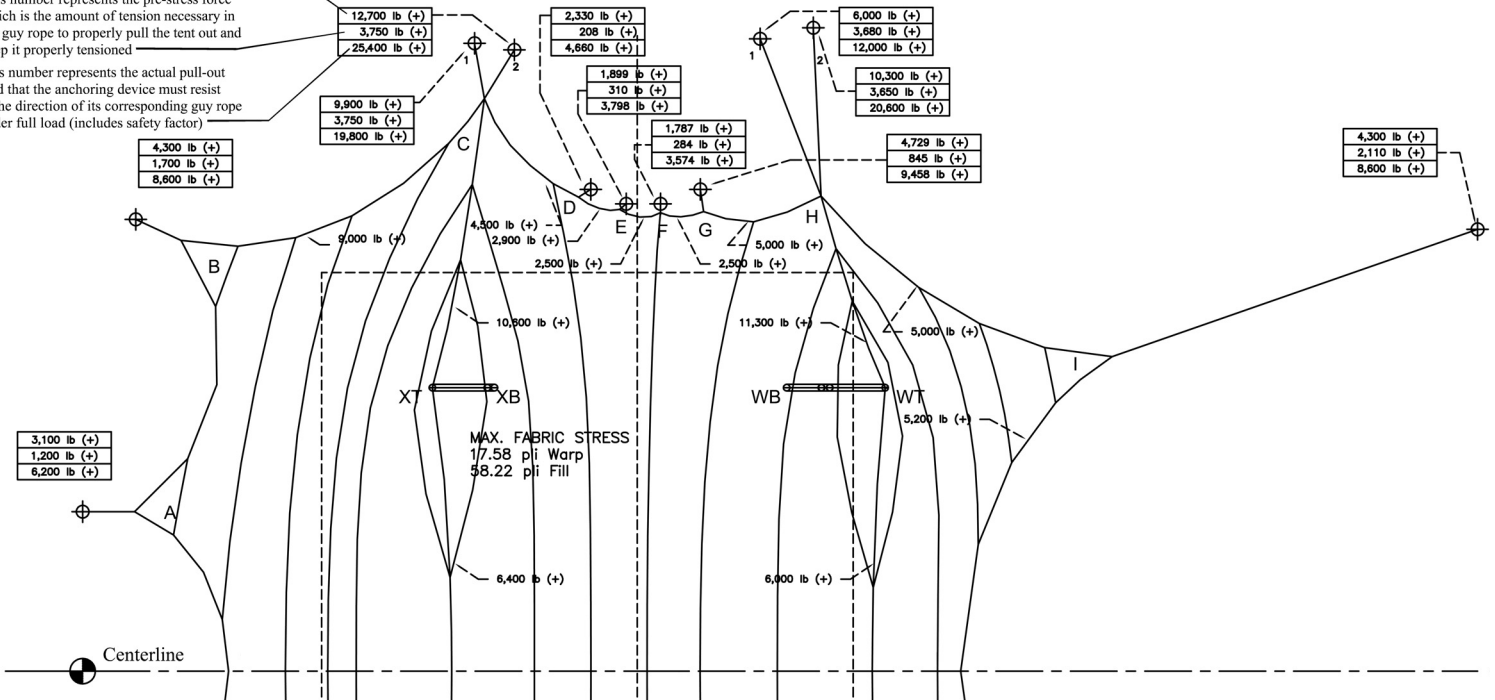 number represents the pre-stress force
is the amount of tension necessary in
guy rope to properly pull the tent out and
it properly tensioned
number represents the actual pull-out
that the anchoring device must resist
direction of its corresponding guy rope
full load (includes safety factor)
12,700 lb (+)
3,750 lb (+)
25,400 lb (+)
9,900 lb (+)
3,750 lb (+)
19,800 lb (+)
4,300 lb (+)
1,700 lb (+)
8,600 lb (+)
2,330 lb (+)
208 lb (+)
4,660 lb (+)
1,899 lb (+)
310 lb (+)
3,798 lb (+)
1,787 lb (+)
284 lb (+)
3,574 lb (+)
6,000 lb (+)
3,680 lb (+)
12,000 lb (+)
10,300 lb (+)
3,650 lb (+)
20,600 lb (+)
4,729 lb (+)
845 lb (+)
9,458 lb (+)
4,300 lb (+)
2,110 lb (+)
8,600 lb (+)
1
2
1
2
C
D
E
F
G
H
B
I
A
9,000 lb (+)
4,500 lb (+)
2,900 lb (+)
2,500 lb (+)
2,500 lb (+)
5,000 lb (+)
10,600 lb (+)
11,300 lb (+)
5,000 lb (+)
XT
XB
WB
WT
5,200 lb (+)
MAX. FABRIC STRESS
17.58 pli Warp
58.22 pli Fill
3,100 lb (+)
1,200 lb (+)
6,200 lb (+)
6,400 lb (+)
6,000 lb (+)
Centerline